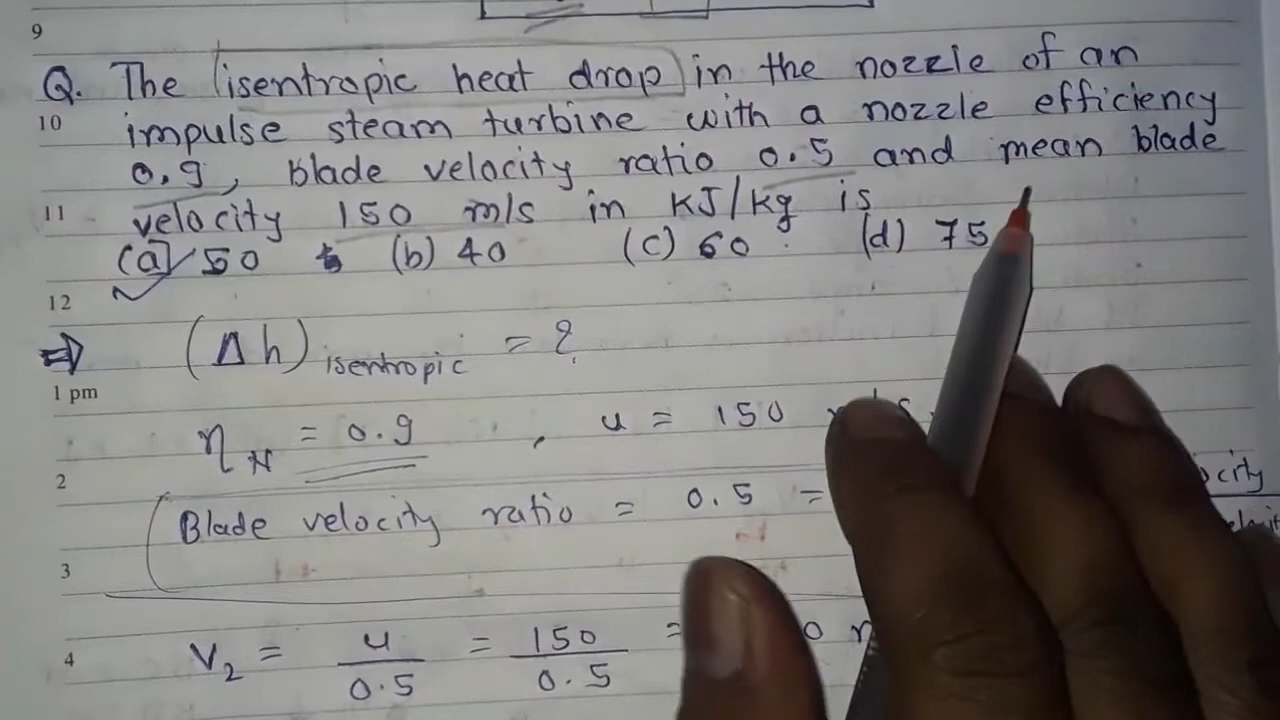 9
Q. The isentropic heat drop in the nozzle of an
10 impulse steam turbine with a nozzle efficiency
0.9, blade velocity ratio 0.5 and mean blade
11 velocity 150 m/s in KJ/kg is
(a) 50 (b) 40 (c) 60 (d) 75
12
⇒ (Δh)isentropic = ?
1 pm
ηN = 0.9 , u = 150
2
Blade velocity ratio = 0.5 =
3
4 V2 = u/0.5 = 150/0.5 =